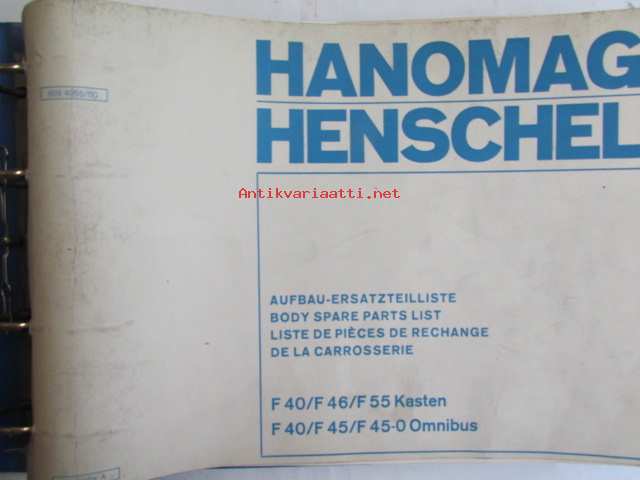 HANOMAG
HENSCHEL
Antikvariaatti.net
AUFBAU-ERSATZTEILLISTE
BODY SPARE PARTS LIST
LISTE DE PIÈCES DE RECHANGE
DE LA CARROSSERIE
F 40/F 46/F 55 Kasten
F 40/F 45/F 45-0 Omnibus